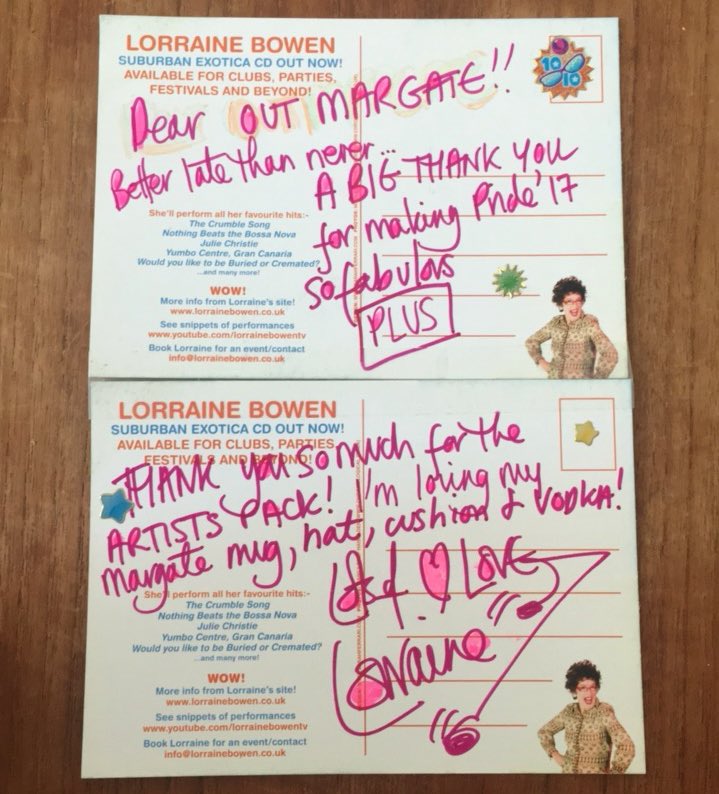 LORRAINE BOWEN
SUBURBAN EXOTICA CD OUT NOW!
AVAILABLE FOR CLUBS, PARTIES,
FESTIVALS AND BEYOND!
10
10
Dear OUT MARGATE!!
Better late than never...
A BIG THANK YOU
for making Pride '17
so fabulous
PLUS
She'll perform all her favourite hits:-
The Crumble Song
Nothing Beats the Bossa Nova
Julie Christie
Yumbo Centre, Gran Canaria
Would you like to be Buried or Cremated?
...and many more!
WOW!
More info from Lorraine's site!
www.lorrainebowen.co.uk
See snippets of performances
www.youtube.com/lorrainebowentv
Book Lorraine for an event/contact
info@lorrainebowen.co.uk
LORRAINE BOWEN
SUBURBAN EXOTICA CD OUT NOW!
AVAILABLE FOR CLUBS, PARTIES,
FESTIVALS AND BEYOND!
THANK YOU so much for the
ARTISTS PACK! I'm loving my
Margate mug, hat, cushion & VODKA!
Lots of LOVE
Lorraine
She'll perform all her favourite hits:-
The Crumble Song
Nothing Beats the Bossa Nova
Julie Christie
Yumbo Centre, Gran Canaria
Would you like to be Buried or Cremated?
...and many more!
WOW!
More info from Lorraine's site!
www.lorrainebowen.co.uk
See snippets of performances
www.youtube.com/lorrainebowentv
Book Lorraine for an event/contact
info@lorrainebowen.co.uk